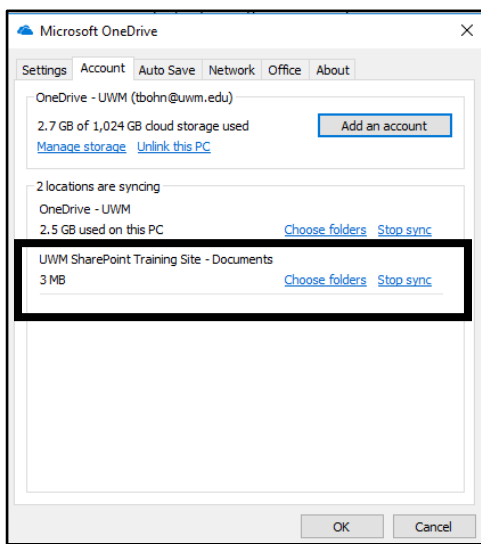 Microsoft OneDrive
Settings Account Auto Save Network Office About
OneDrive - UWM (tbohn@uwm.edu)
2.7 GB of 1,024 GB cloud storage used Add an account
Manage storage Unlink this PC
2 locations are syncing
OneDrive - UWM
2.5 GB used on this PC Choose folders Stop sync
UWM SharePoint Training Site - Documents
3 MB Choose folders Stop sync
OK Cancel